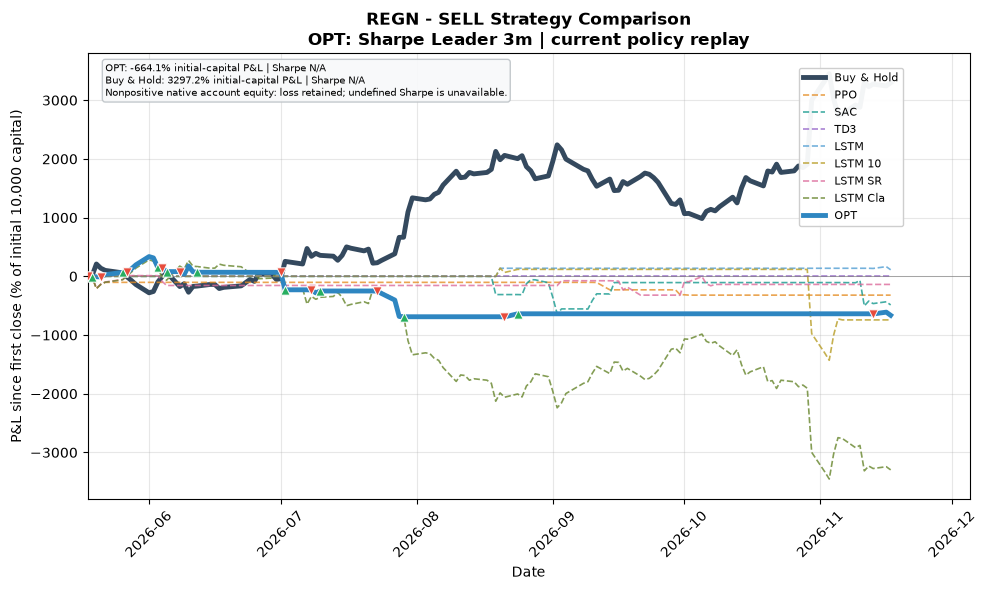 REGN - SELL Strategy Comparison
OPT: Sharpe Leader 3m | current policy replay
OPT: -664.1% initial-capital P&L | Sharpe N/A
Buy & Hold: 3297.2% initial-capital P&L | Sharpe N/A
Nonpositive native account equity: loss retained; undefined Sharpe is unavailable.
Buy & Hold
PPO
SAC
TD3
LSTM
LSTM 10
LSTM SR
LSTM Cla
OPT
P&L since first close (% of initial 10,000 capital)
3000
2000
1000
0
−1000
−2000
−3000
2026-06
2026-07
2026-08
2026-09
2026-10
2026-11
2026-12
Date